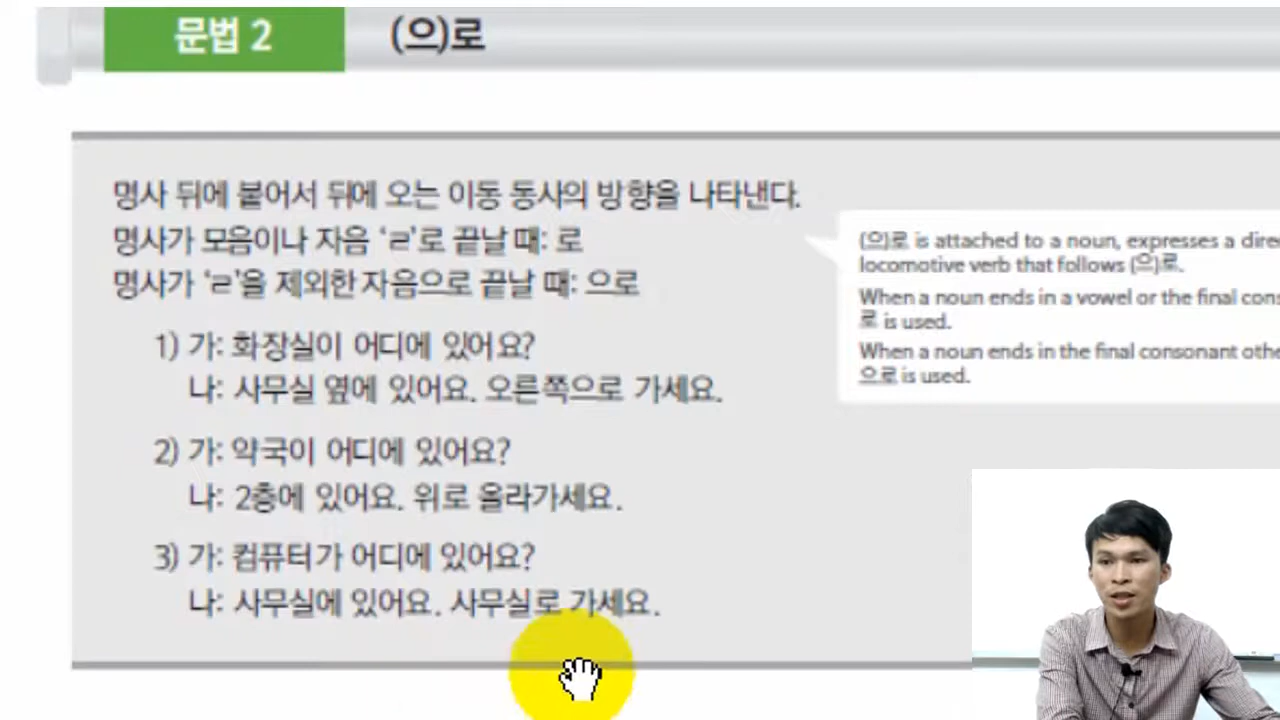 문법 2
(으)로
명사 뒤에 붙어서 뒤에 오는 이동 동사의 방향을 나타낸다.
명사가 모음이나 자음 ‘ㄹ’로 끝날 때: 로
명사가 ‘ㄹ’을 제외한 자음으로 끝날 때: 으로
(으)로 is attached to a noun, expresses a
locomotive verb that follows (으)로.
When a noun ends in a vowel or the final
로 is used.
When a noun ends in the final consonant
으로 is used.
1) 가: 화장실이 어디에 있어요?
나: 사무실 옆에 있어요. 오른쪽으로 가세요.
2) 가: 약국이 어디에 있어요?
나: 2층에 있어요. 위로 올라가세요.
3) 가: 컴퓨터가 어디에 있어요?
나: 사무실에 있어요. 사무실로 가세요.